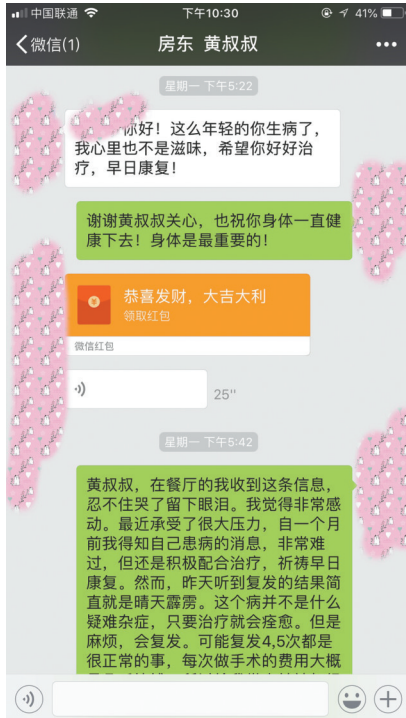 中国联通
下午10:30
41%
微信(1)
房东 黄叔叔
星期一 下午5:22
你好！这么年轻的你生病了，
我心里也不是滋味，希望你好好治
疗，早日康复！
谢谢黄叔叔关心，也祝你身体一直健
康下去！身体是最重要的！
恭喜发财，大吉大利
领取红包
微信红包
25"
星期一 下午5:42
黄叔叔，在餐厅的我收到这条信息，
忍不住哭了留下眼泪。我觉得非常感
动。最近承受了很大压力，自一个月
前我得知自己患病的消息，非常难
过，但还是积极配合治疗，祈祷早日
康复。然而，昨天听到复发的结果简
直就是晴天霹雳。这个病并不是什么
疑难杂症，只要治疗就会痊愈。但是
麻烦，会复发。可能复发4,5次都是
很正常的事，每次做手术的费用大概